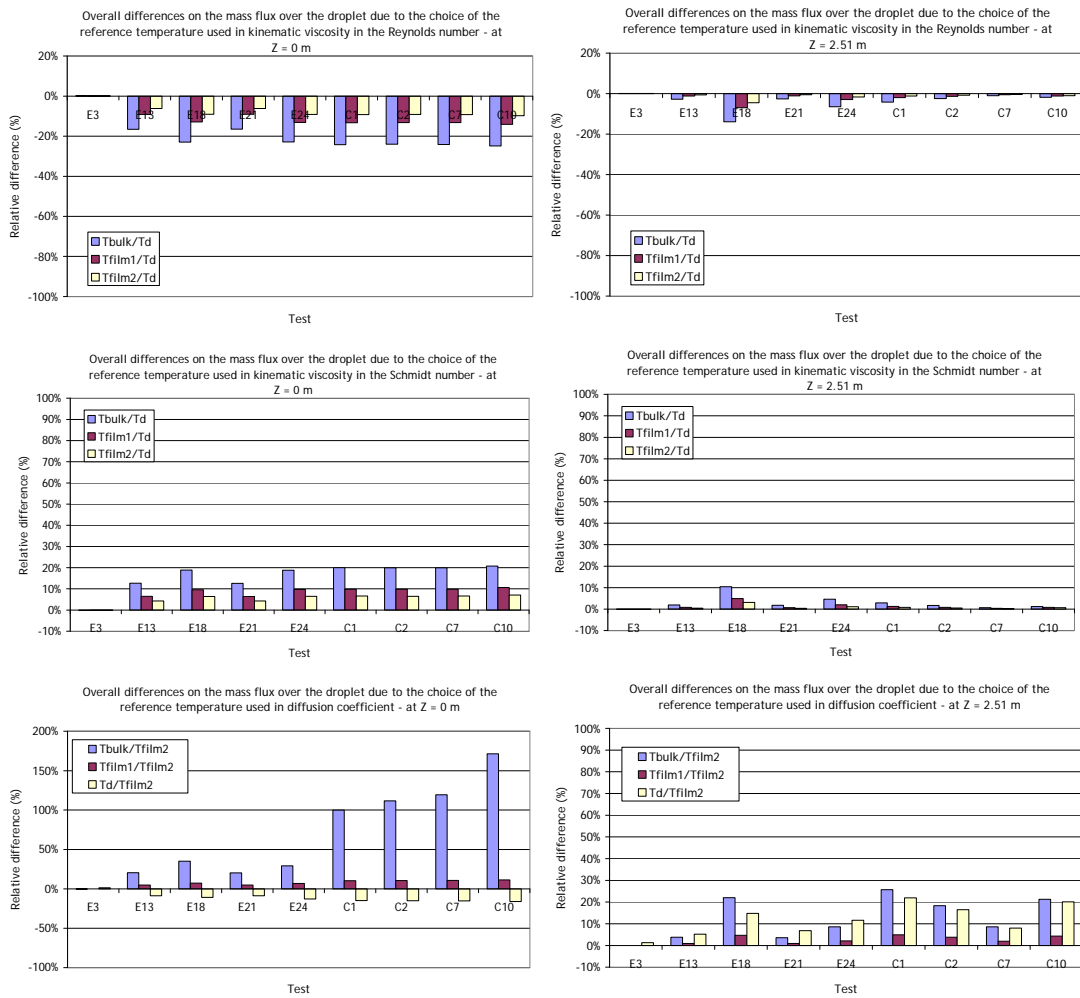 Overall differences on the mass flux over the droplet due to the choice of the
reference temperature used in kinematic viscosity in the Reynolds number - at
Z = 0 m
20%
0%
-20%
-40%
-60%
-80%
-100%
Relative difference (%)
E3
E13
E18
E21
E24
C1
C2
C7
C10
Tbulk/Td
Tfilm1/Td
Tfilm2/Td
Test
Overall differences on the mass flux over the droplet due to the choice of the
reference temperature used in kinematic viscosity in the Reynolds number - at
Z = 2.51 m
20%
0%
-20%
-40%
-60%
-80%
-100%
Relative difference (%)
E3
E13
E18
E21
E24
C1
C2
C7
C10
Tbulk/Td
Tfilm1/Td
Tfilm2/Td
Test
Overall differences on the mass flux over the droplet due to the choice of the
reference temperature used in kinematic viscosity in the Schmidt number - at
Z = 0 m
100%
90%
80%
70%
60%
50%
40%
30%
20%
10%
0%
-10%
Relative difference (%)
Tbulk/Td
Tfilm1/Td
Tfilm2/Td
E3
E13
E18
E21
E24
C1
C2
C7
C10
Test
Overall differences on the mass flux over the droplet due to the choice of the
reference temperature used in kinematic viscosity in the Schmidt number - at
Z = 2.51 m
100%
90%
80%
70%
60%
50%
40%
30%
20%
10%
0%
-10%
Relative difference (%)
Tbulk/Td
Tfilm1/Td
Tfilm2/Td
E3
E13
E18
E21
E24
C1
C2
C7
C10
Test
Overall differences on the mass flux over the droplet due to the choice of the
reference temperature used in diffusion coefficient - at Z = 0 m
200%
150%
100%
50%
0%
-50%
-100%
Relative difference (%)
Tbulk/Tfilm2
Tfilm1/Tfilm2
Td/Tfilm2
E3
E13
E18
E21
E24
C1
C2
C7
C10
Test
Overall differences on the mass flux over the droplet due to the choice of the
reference temperature used in diffusion coefficient - at Z = 2.51 m
100%
90%
80%
70%
60%
50%
40%
30%
20%
10%
0%
-10%
Relative difference (%)
Tbulk/Tfilm2
Tfilm1/Tfilm2
Td/Tfilm2
E3
E13
E18
E21
E24
C1
C2
C7
C10
Test